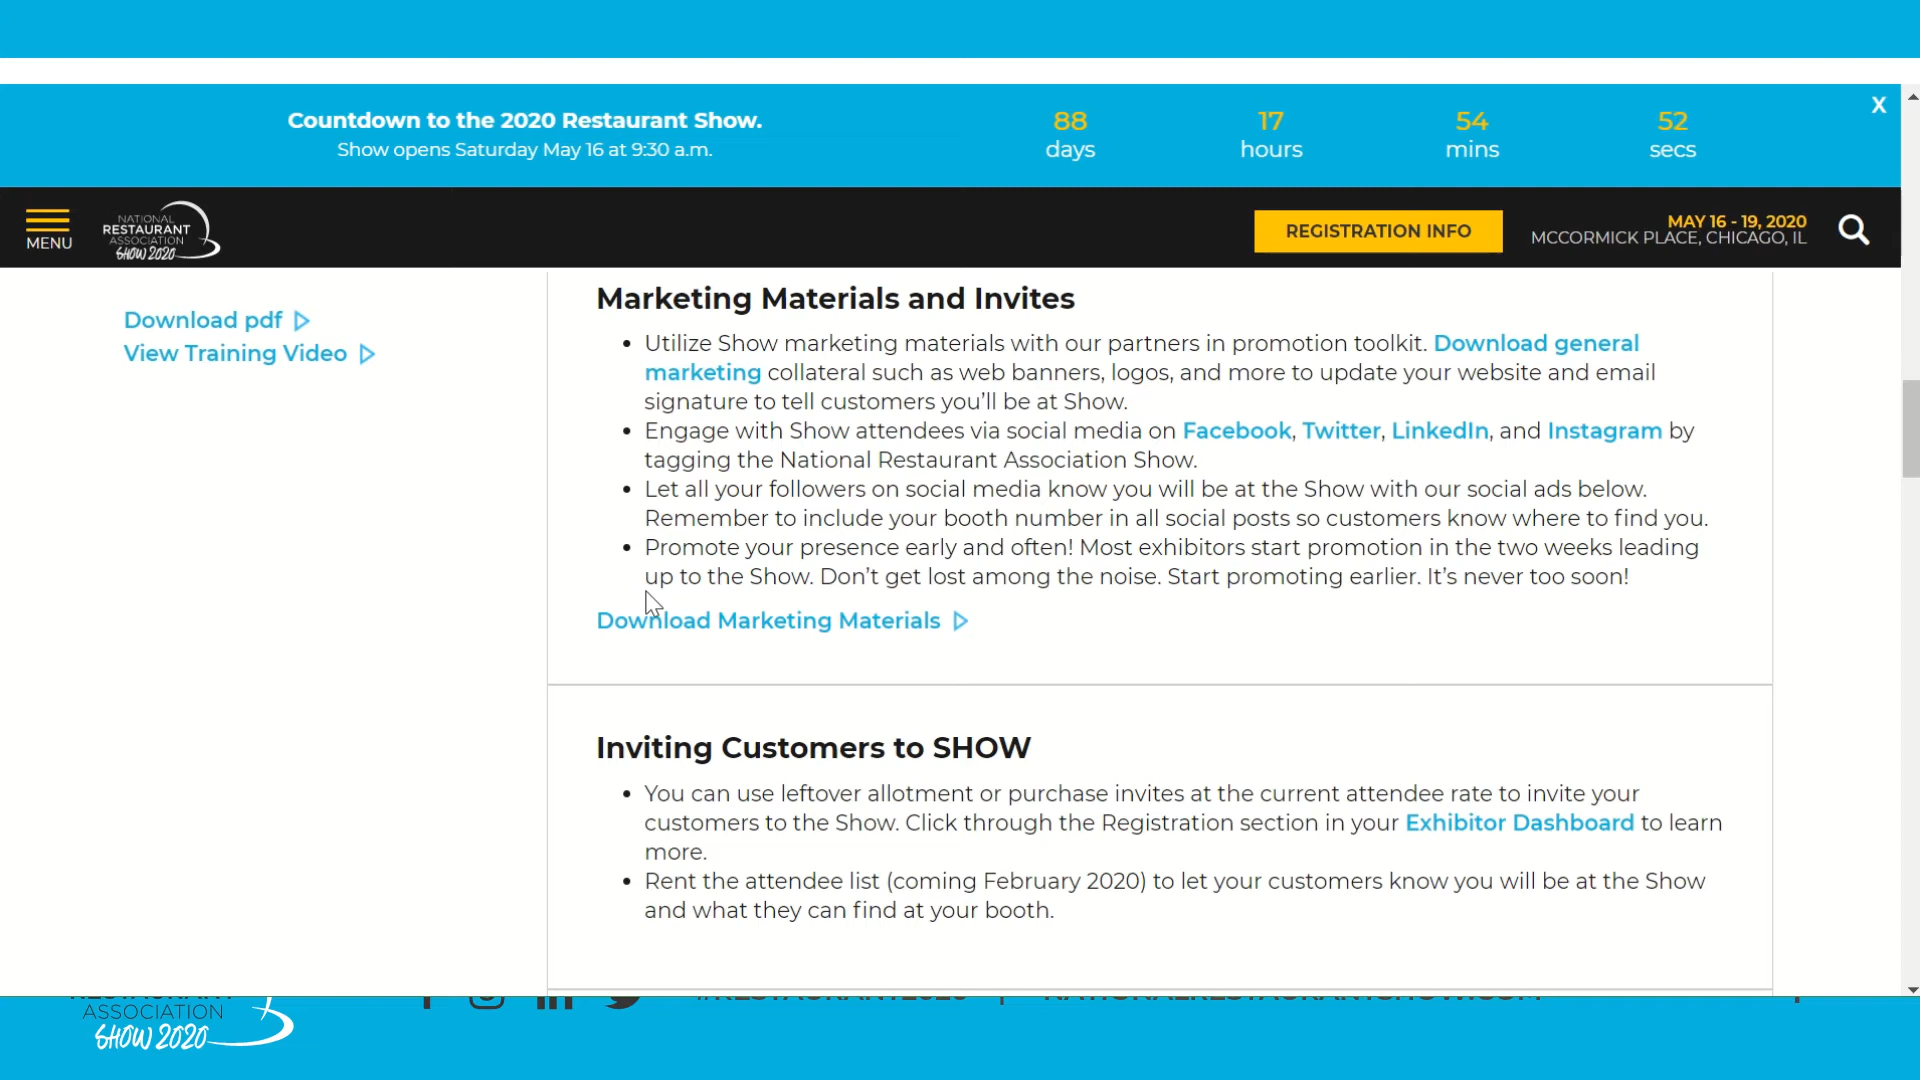 Countdown to the 2020 Restaurant Show.
Show opens Saturday May 16 at 9:30 a.m.
88 days
17 hours
54 mins
52 secs
X
MENU
NATIONAL
RESTAURANT
ASSOCIATION
SHOW 2020
REGISTRATION INFO
MAY 16 - 19, 2020
MCCORMICK PLACE, CHICAGO, IL
Download pdf
View Training Video
Marketing Materials and Invites
• Utilize Show marketing materials with our partners in promotion toolkit. Download general
marketing collateral such as web banners, logos, and more to update your website and email
signature to tell customers you’ll be at Show.
• Engage with Show attendees via social media on Facebook, Twitter, LinkedIn, and Instagram by
tagging the National Restaurant Association Show.
• Let all your followers on social media know you will be at the Show with our social ads below.
Remember to include your booth number in all social posts so customers know where to find you.
• Promote your presence early and often! Most exhibitors start promotion in the two weeks leading
up to the Show. Don’t get lost among the noise. Start promoting earlier. It’s never too soon!
Download Marketing Materials
Inviting Customers to SHOW
• You can use leftover allotment or purchase invites at the current attendee rate to invite your
customers to the Show. Click through the Registration section in your Exhibitor Dashboard to learn
more.
• Rent the attendee list (coming February 2020) to let your customers know you will be at the Show
and what they can find at your booth.
RESTAURANT
ASSOCIATION
SHOW 2020
#RESTAURANT2020 | NATIONALRESTAURANTSHOW.COM